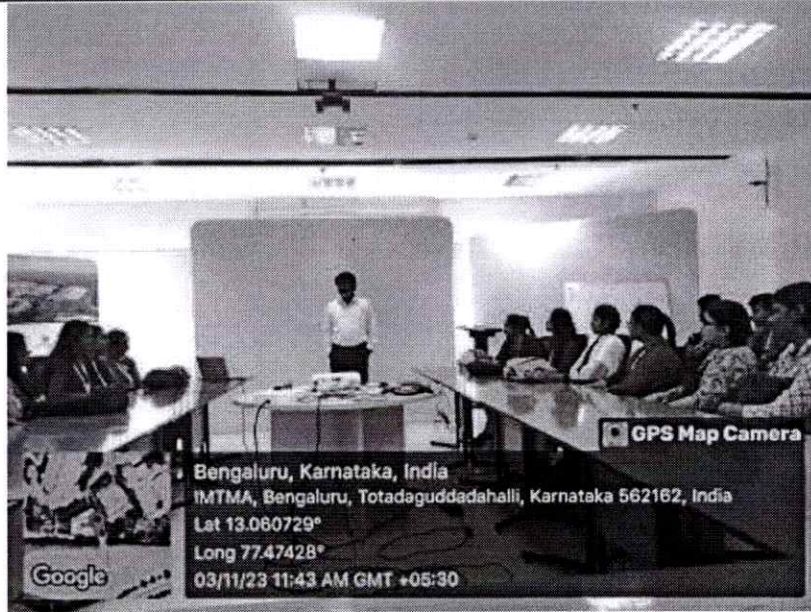 GPS Map Camera
Bengaluru, Karnataka, India
IMTMA, Bengaluru, Totadaguddadahalli, Karnataka 562162, India
Lat 13.060729°
Long 77.47428°
03/11/23 11:43 AM GMT +05:30
Google